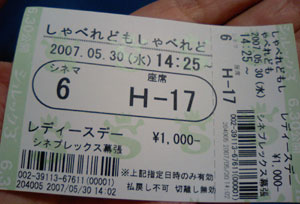 しゃべれどもしゃべれど
2007.05.30(水) 14:25~
シネマ 座席
6 H-17
レディースデー ¥1,000-
シネプレックス幕張
002-39113-67611(00001)
※上記指定日時のみ有効
204005 2007/05/30 14:02
払戻し不可 切離し無効
しゃべれどもしゃべれど
2007.05.30(水)
14:25~
6
H-17
レディースデー
¥1,000-
シネプレックス幕張